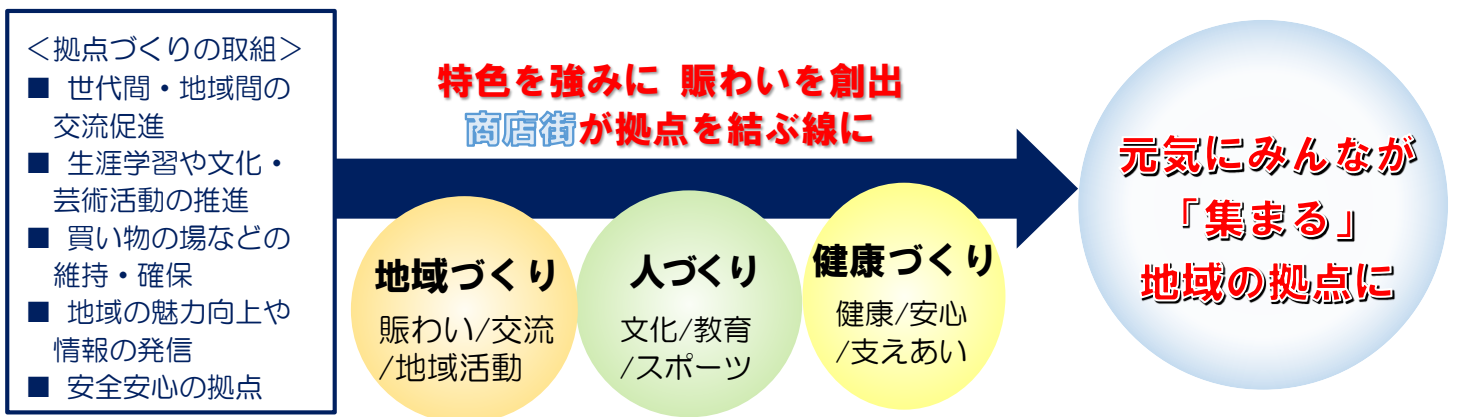 ＜拠点づくりの取組＞
■ 世代間・地域間の
交流促進
■ 生涯学習や文化・
芸術活動の推進
■ 買い物の場などの
維持・確保
■ 地域の魅力向上や
情報の発信
■ 安全安心の拠点
特色を強みに 賑わいを創出
商店街が拠点を結ぶ線に
地域づくり
賑わい/交流
/地域活動
人づくり
文化/教育
/スポーツ
健康づくり
健康/安心
/支えあい
元気にみんなが
「集まる」
地域の拠点に